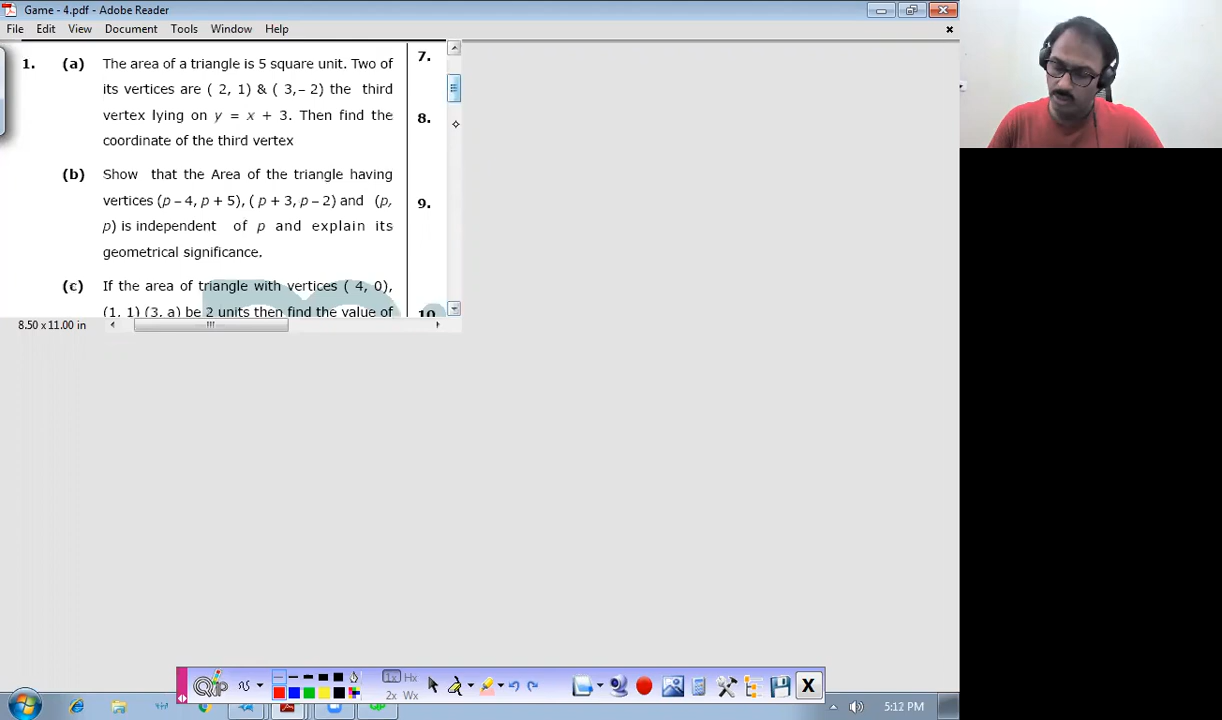 Game - 4.pdf - Adobe Reader
File Edit View Document Tools Window Help
1. (a) The area of a triangle is 5 square unit. Two of
its vertices are ( 2, 1) & ( 3,– 2) the third
vertex lying on y = x + 3. Then find the
coordinate of the third vertex
(b) Show that the Area of the triangle having
vertices (p – 4, p + 5), ( p + 3, p – 2) and (p,
p) is independent of p and explain its
geometrical significance.
(c) If the area of triangle with vertices ( 4, 0),
(1, 1) (3, a) be 2 units then find the value of
7.
8.
9.
10
8.50 x 11.00 in
1x Hx
2x Wx
X
5:12 PM